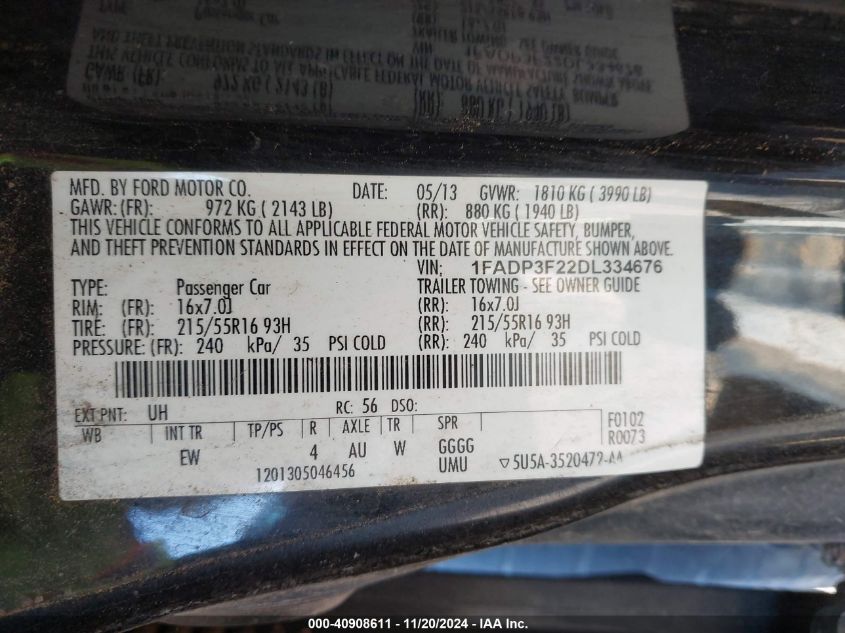 MFD. BY FORD MOTOR CO. DATE: 05/13 GVWR: 1810 KG ( 3990 LB)
GAWR: (FR): 972 KG ( 2143 LB) (RR): 880 KG ( 1940 LB)
THIS VEHICLE CONFORMS TO ALL APPLICABLE FEDERAL MOTOR VEHICLE SAFETY, BUMPER,
AND THEFT PREVENTION STANDARDS IN EFFECT ON THE DATE OF MANUFACTURE SHOWN ABOVE.
VIN; 1FADP3F22DL334676
TYPE: Passenger Car TRAILER TOWING - SEE OWNER GUIDE
RIM: (FR): 16x7.0J (RR): 16x7.0J
TIRE: (FR): 215/55R16 93H (RR): 215/55R16 93H
PRESSURE: (FR): 240 kPa/ 35 PSI COLD (RR): 240 kPa/ 35 PSI COLD
EXT PNT: UH RC: 56 DSO:
WB INT TR TP/PS R AXLE TR SPR F0102
EW 4 AU W GGGG R0073
1201305046456 UMU ▽5U5A-3520472-AA
000-40908611 - 11/20/2024 - IAA Inc.